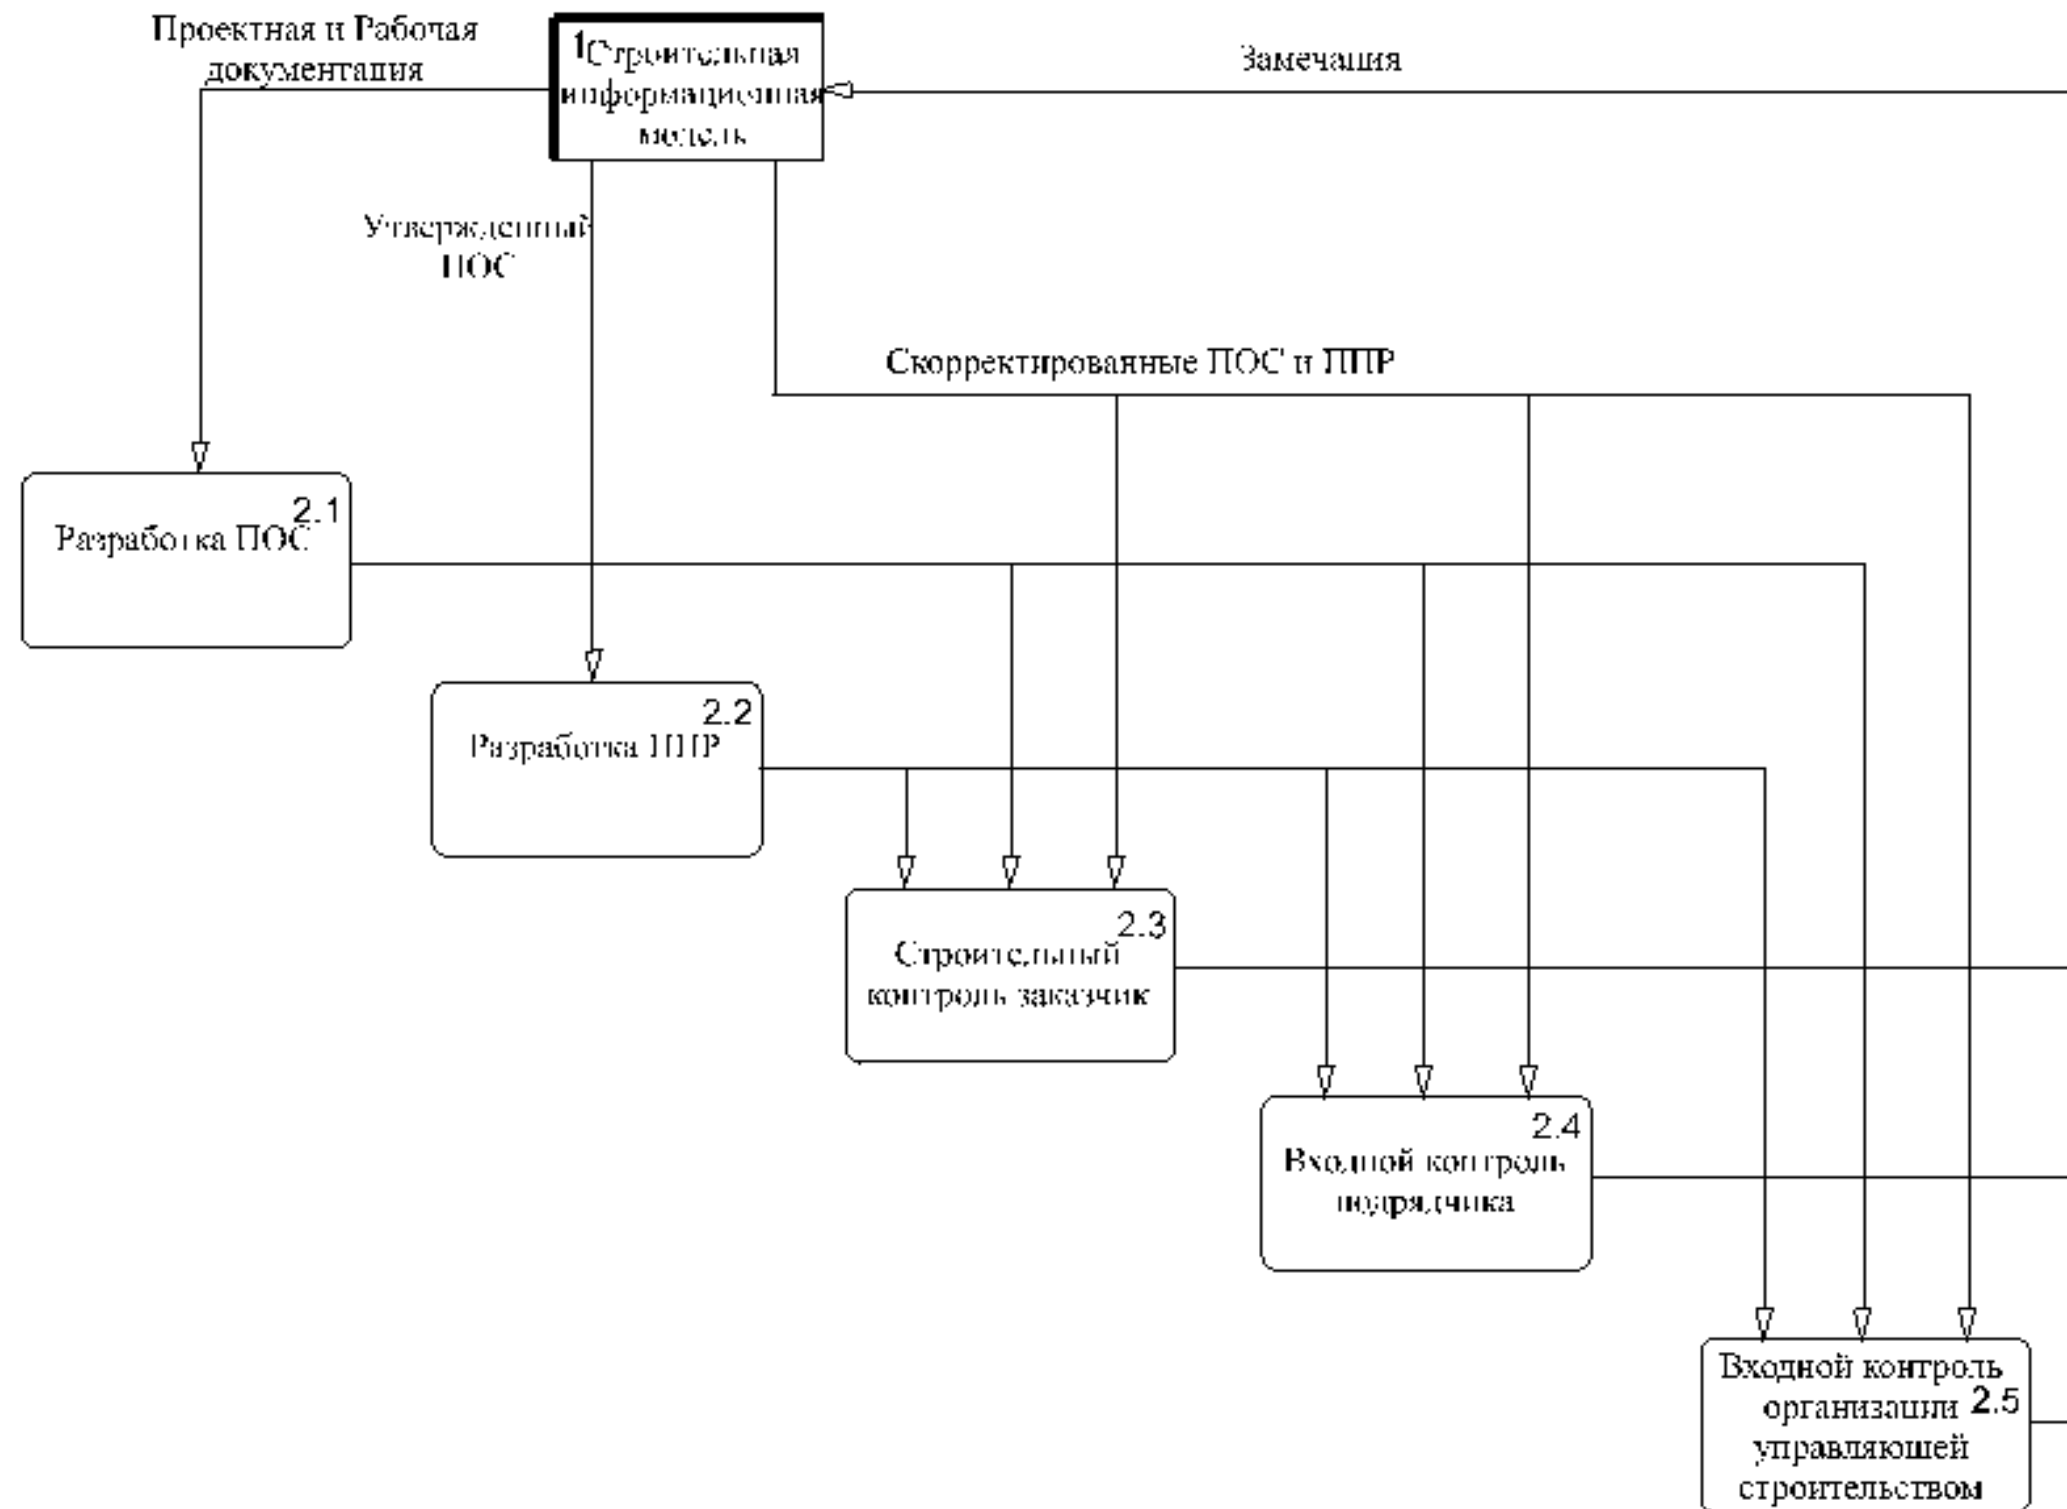 Проектная и Рабочая
документация
1
Строительная
информационная
модель
Замечания
Утвержденный
ПОС
Скорректированные ПОС и ППР
2.1
Разработка ПОС
2.2
Разработка ППР
2.3
Строительный
контроль заказчик
2.4
Входной контроль
подрядчика
Входной контроль
организации 2.5
управляющей
строительством